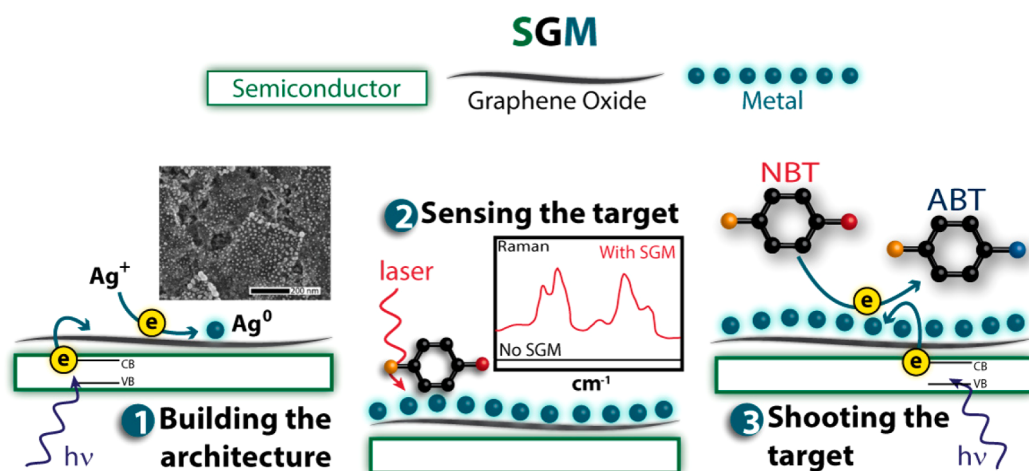 SGM
Semiconductor
Graphene Oxide
Metal
Ag⁺
e
Ag⁰
200 nm
e
CB
VB
hν
1 Building the
architecture
2 Sensing the target
laser
Raman
With SGM
No SGM
cm⁻¹
NBT
ABT
e
e
CB
VB
hν
3 Shooting the
target